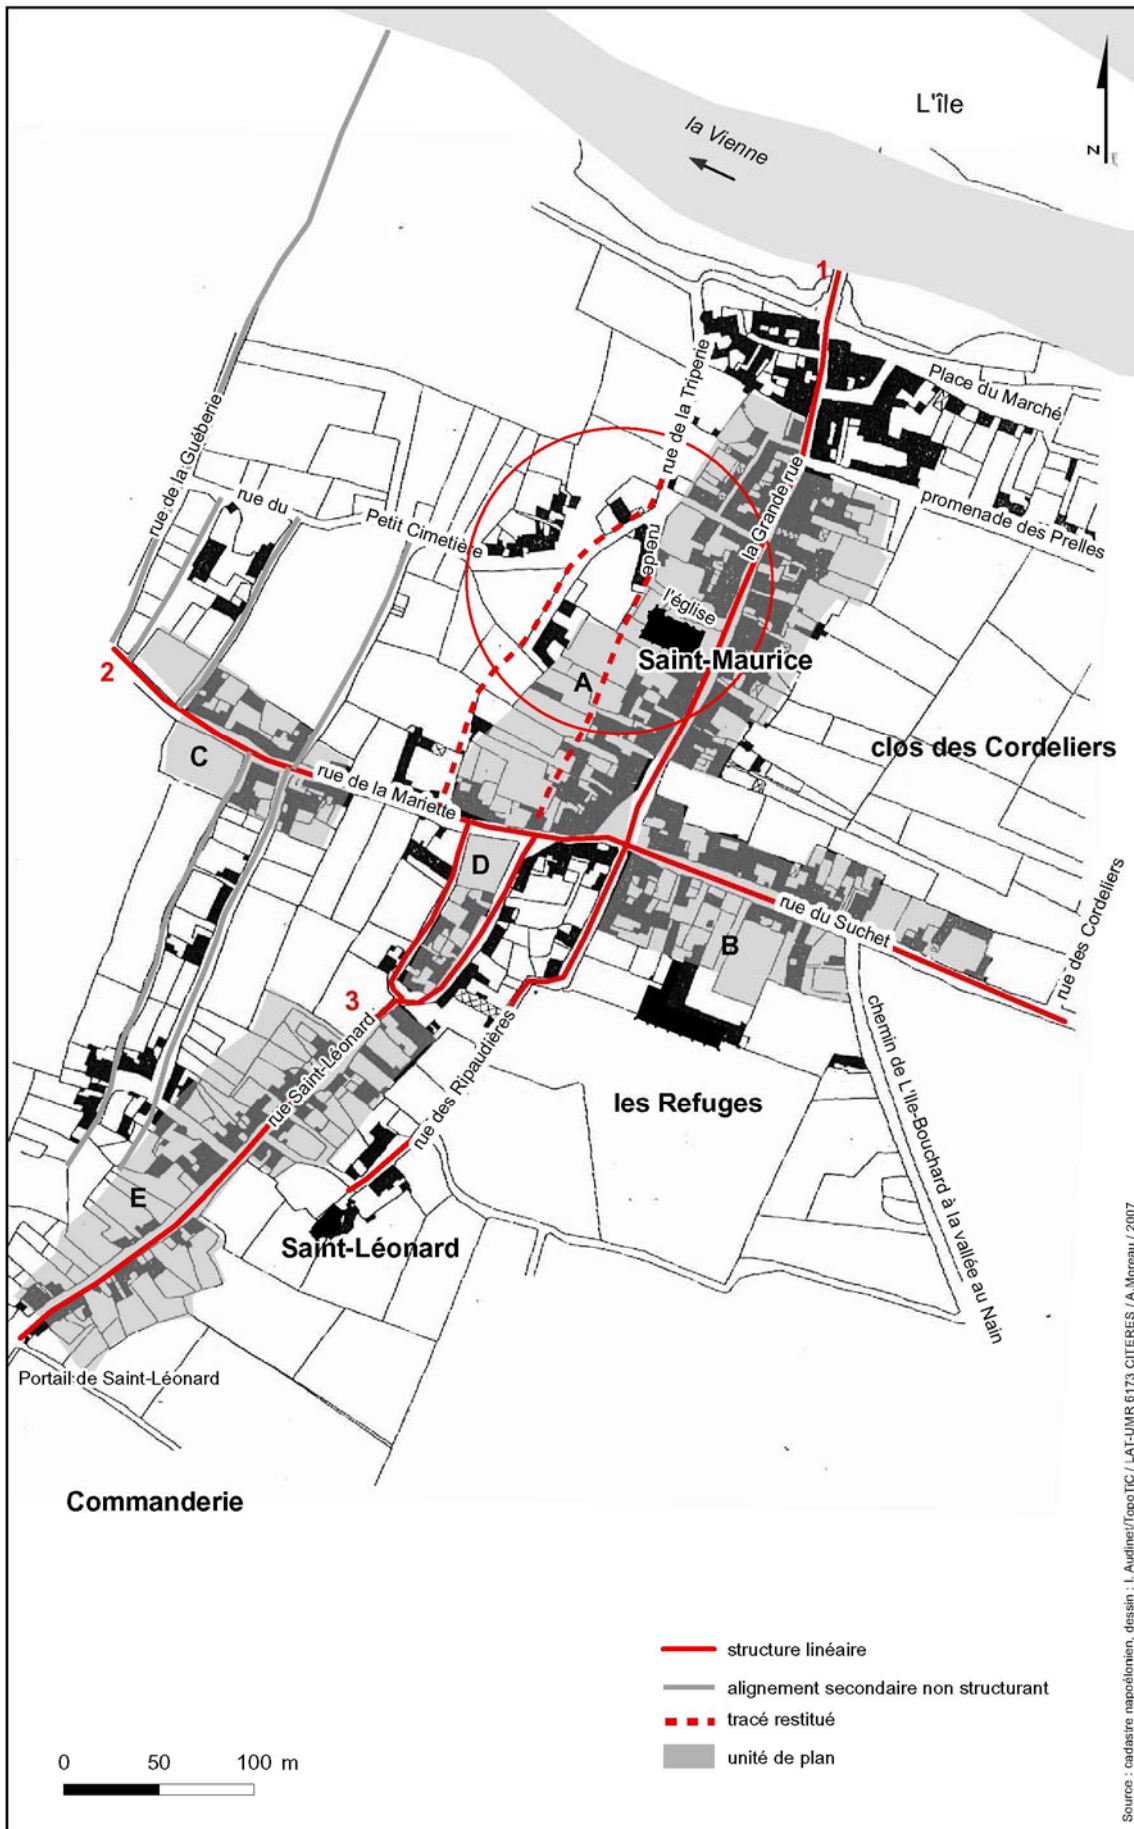 L'île
la Vienne
N
1
Place du Marché
rue de la Triperie
la Grande rue
promenade des Prelles
rue de la Guéberie
rue du
Petit Cimetière
rue de
l'église
Saint-Maurice
A
2
C
clos des Cordeliers
rue de la Mariette
D
B
rue du Suchet
rue des Cordeliers
3
rue Saint-Léonard
rue des Ripaudières
les Refuges
chemin de L'Ile-Bouchard à la vallée au Nain
E
Saint-Léonard
Portail de Saint-Léonard
Commanderie
structure linéaire
alignement secondaire non structurant
tracé restitué
unité de plan
0 50 100 m
Source : cadastre napoélonien, dessin : I. Audinet/TopoTiC / LAT-UMR 6173 CITERES / A.Moreau / 2007